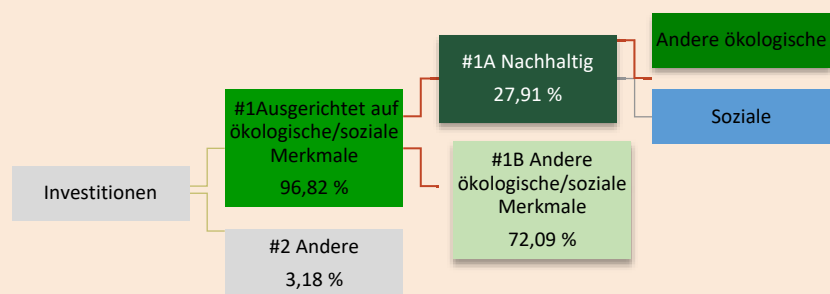 Investitionen
#1Ausgerichtet auf
ökologische/soziale
Merkmale
96,82 %
#2 Andere
3,18 %
#1A Nachhaltig
27,91 %
#1B Andere
ökologische/soziale
Merkmale
72,09 %
Andere ökologische
Soziale